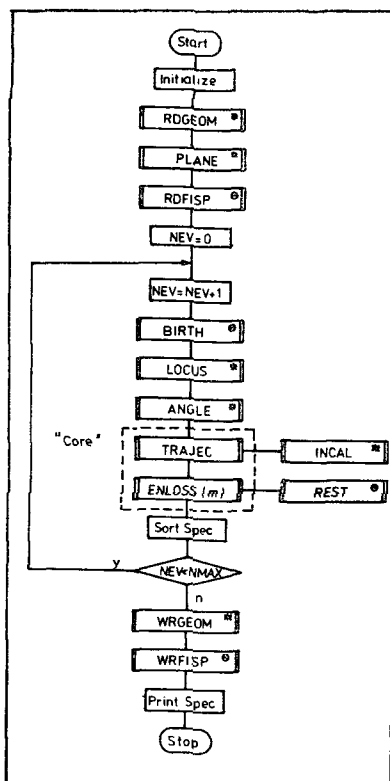 Start
Initialize
RDGEOM *
PLANE *
RDFISP ⊖
NEV=0
NEV=NEV+1
BIRTH ⊖
LOCUS *
ANGLE *
"Core"
TRAJEC INCAL *
ENLOSS (m) REST ⊖
Sort Spec
y NEV<NMAX
n
WRGEOM *
WRFISP ⊖
Print Spec
Stop